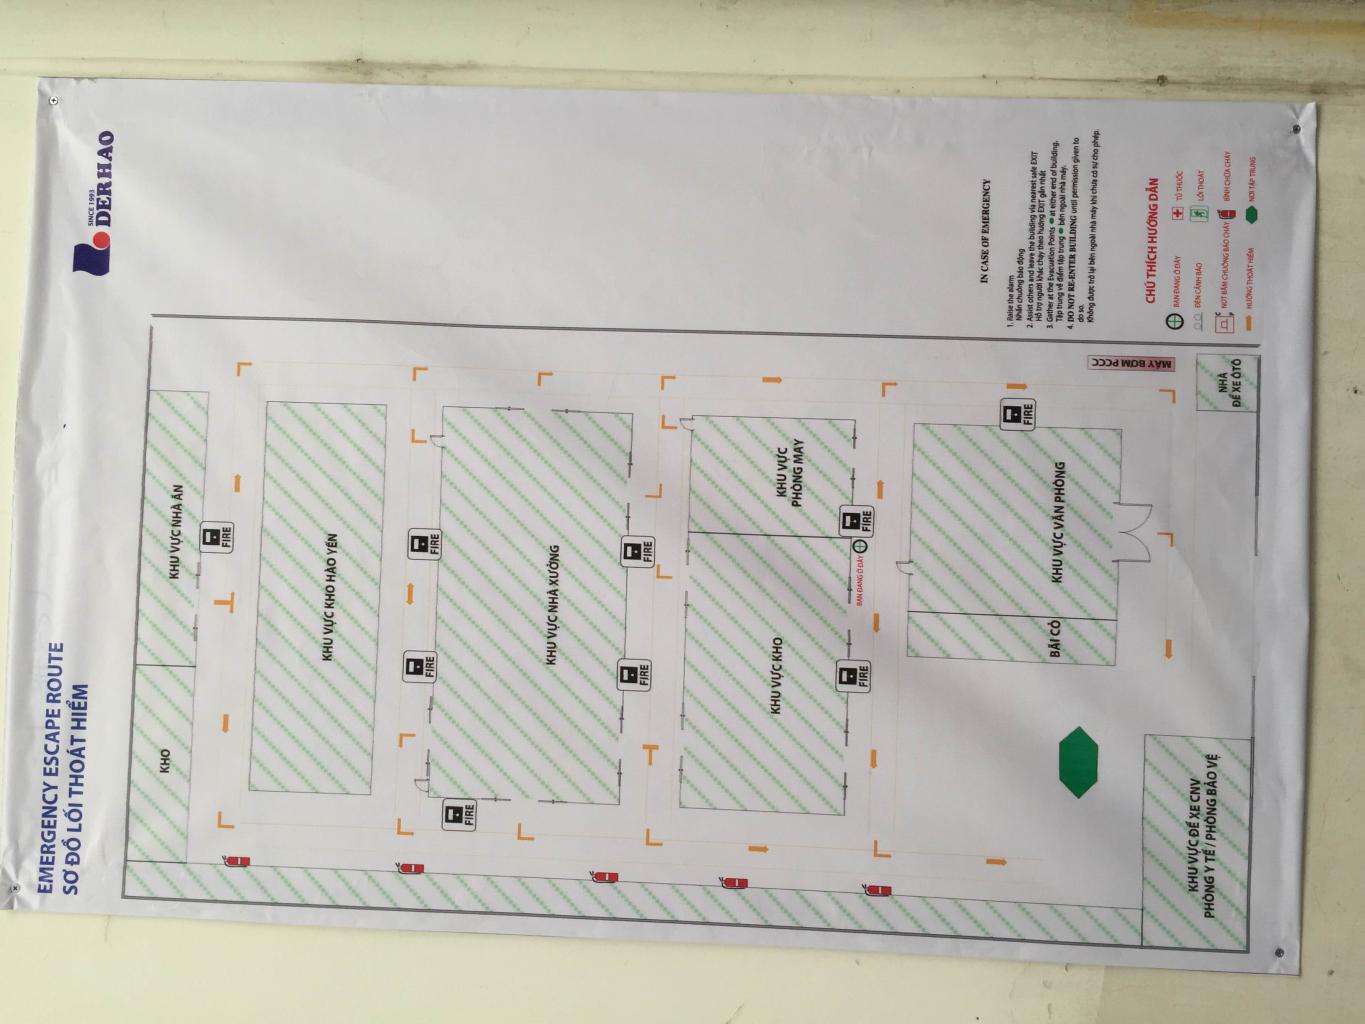 EMERGENCY ESCAPE ROUTE
SƠ ĐỒ LỐI THOÁT HIỂM
SINCE 1993
DERHAO
KHU VỰC NHÀ ĂN
KHO
FIRE
KHU VỰC KHO HÀO YẾN
FIRE
FIRE
KHU VỰC NHÀ XƯỞNG
FIRE
FIRE
FIRE
KHU VỰC
PHÒNG MAY
KHU VỰC KHO
FIRE
FIRE
BẠN ĐANG Ở ĐÂY
FIRE
KHU VỰC VĂN PHÒNG
BÃI CỎ
MÁY BƠM PCCC
NHÀ
ĐỂ XE ÔTÔ
KHU VỰC ĐỂ XE CNV
PHÒNG Y TẾ / PHÒNG BẢO VỆ
IN CASE OF EMERGENCY
1. Raise the alarm
Nhấn chuông báo động
2. Assist others and leave the building via nearest safe EXIT
Hỗ trợ người khác chạy theo hướng EXIT gần nhất
3. Gather at the Evacuation Points at either end of building.
Tập trung về điểm tập trung bên ngoài nhà máy.
4. DO NOT RE-ENTER BUILDING until permission given to
do so.
Không được trở lại bên ngoài nhà máy khi chưa có sự cho phép.
CHÚ THÍCH HƯỚNG DẪN
BẠN ĐANG Ở ĐÂY
TỦ THUỐC
ĐÈN CẢNH BÁO
LỐI THOÁT
NÚT BẤM CHUÔNG BÁO CHÁY
BÌNH CHỮA CHÁY
HƯỚNG THOÁT HIỂM
NƠI TẬP TRUNG